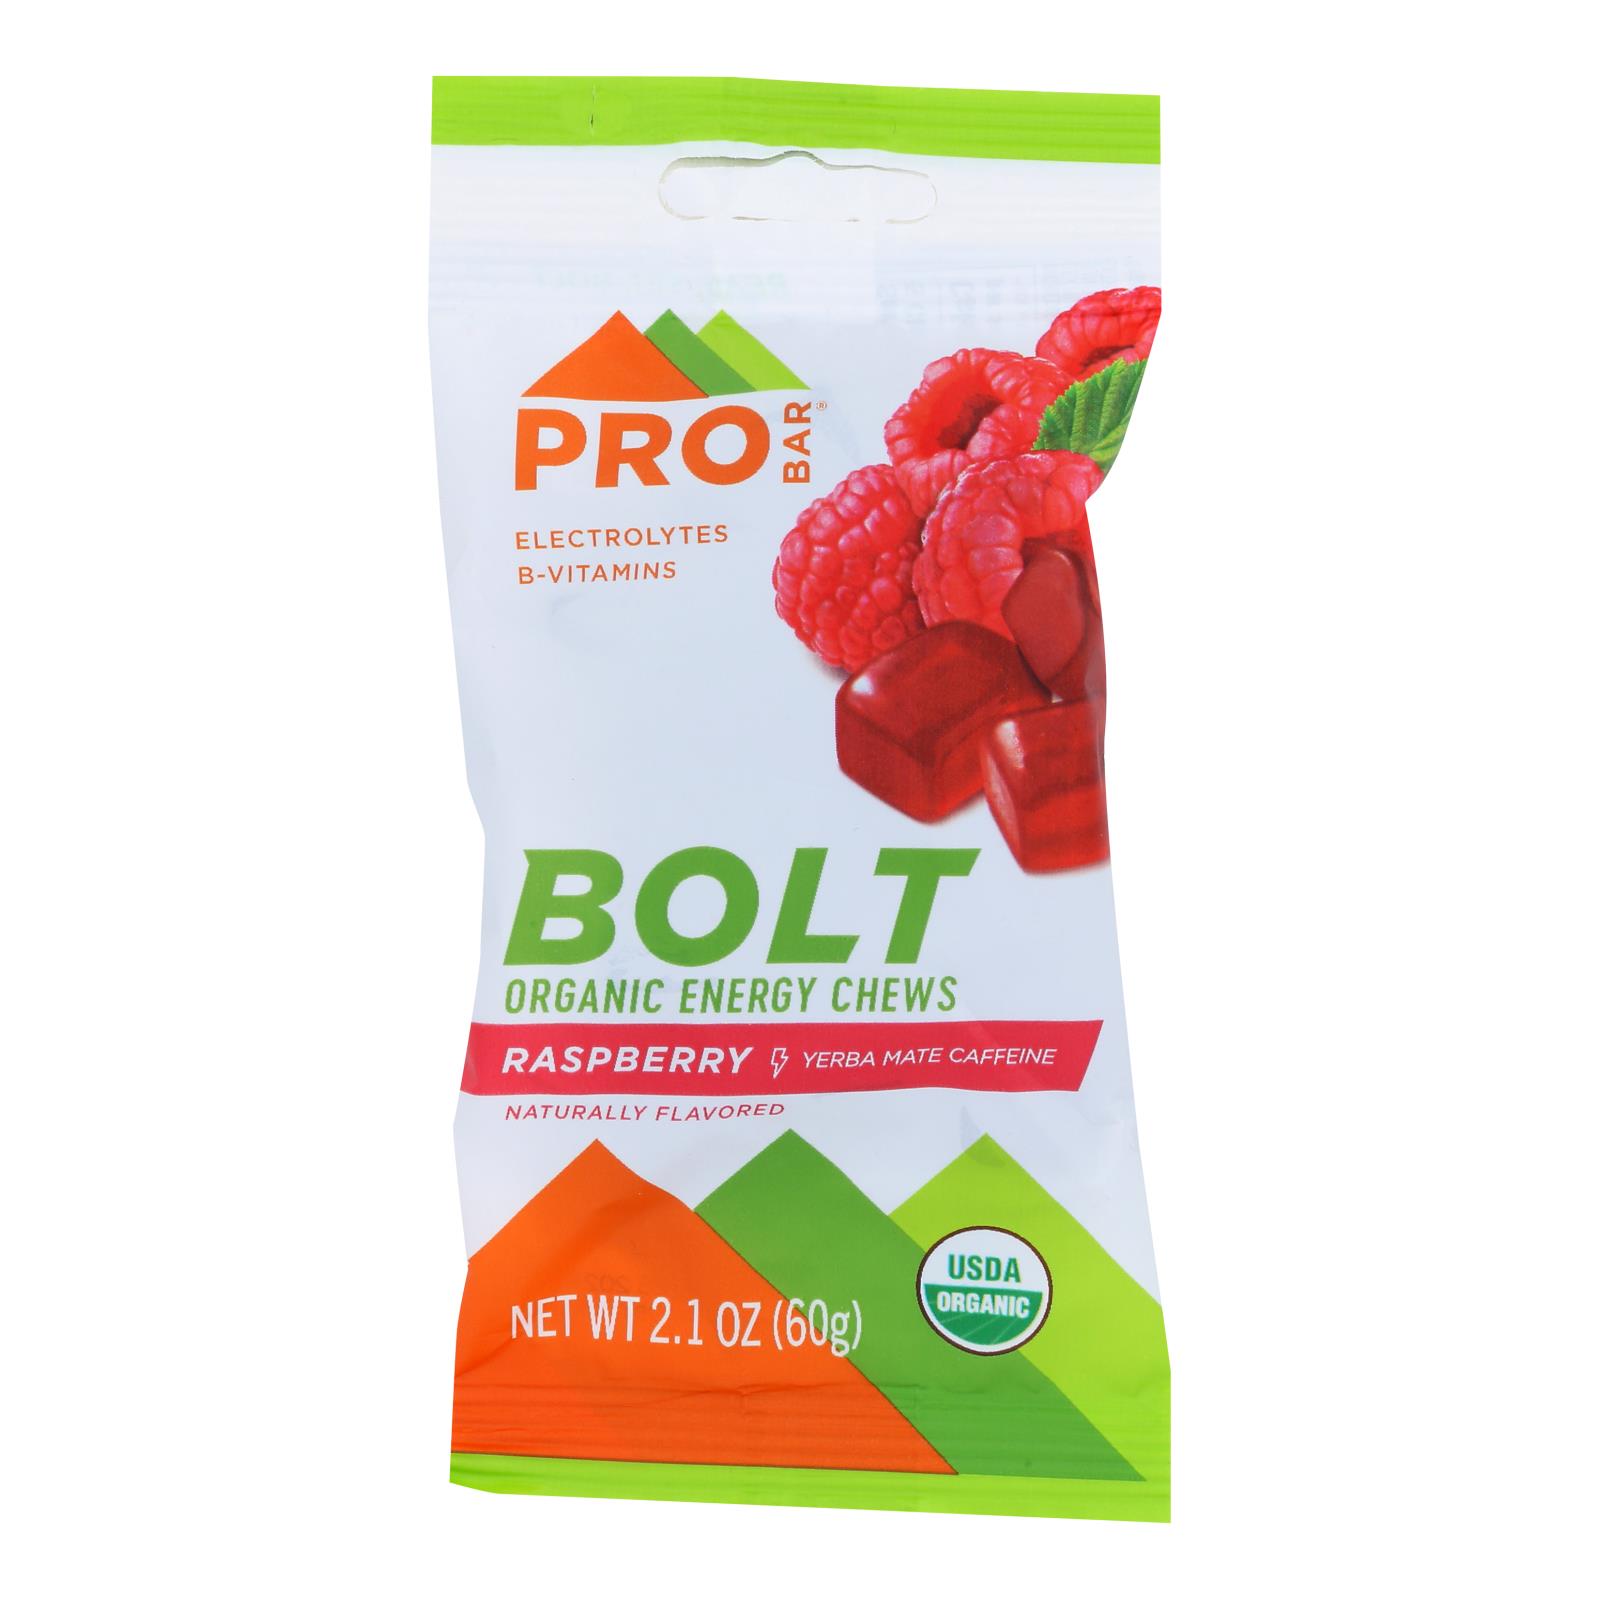 PRO
BAR®
ELECTROLYTES
B-VITAMINS
BOLT
ORGANIC ENERGY CHEWS
RASPBERRY YERBA MATE CAFFEINE
NATURALLY FLAVORED
USDA
ORGANIC
NET WT 2.1 OZ (60g)